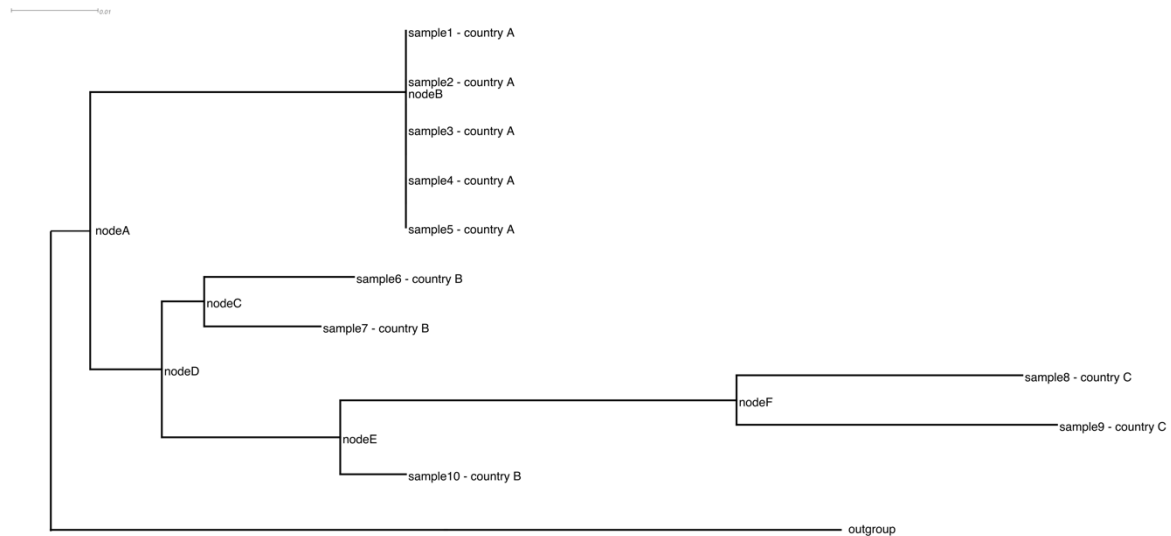 0.01
sample1 - country A
sample2 - country A
nodeB
sample3 - country A
sample4 - country A
nodeA
sample5 - country A
sample6 - country B
nodeC
sample7 - country B
nodeD
sample8 - country C
nodeF
sample9 - country C
nodeE
sample10 - country B
outgroup